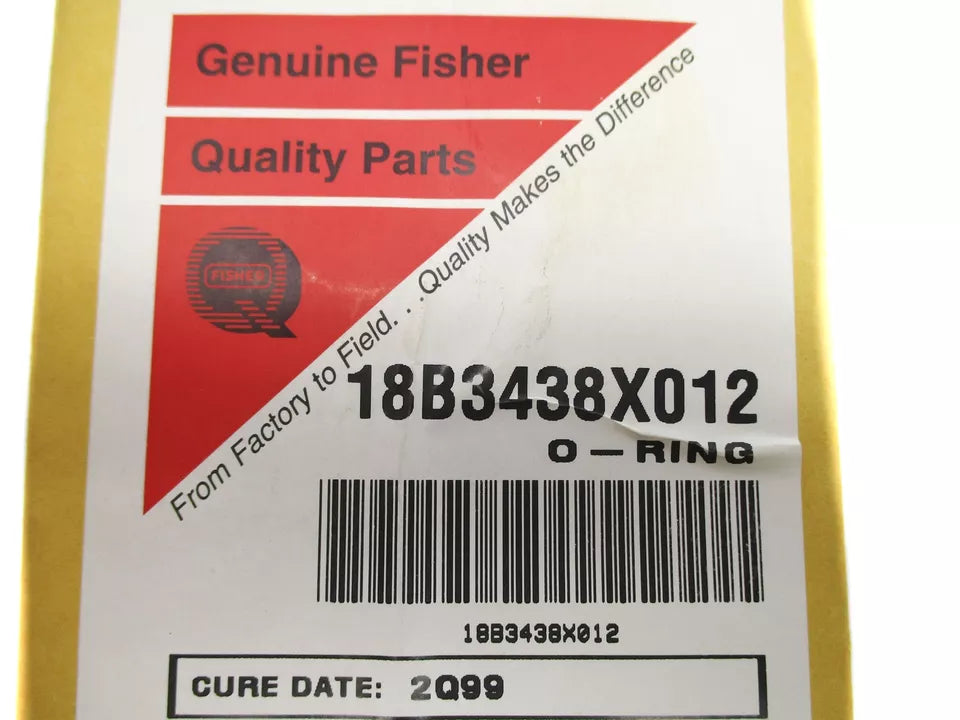 Genuine Fisher
Quality Parts
FISHER
From Factory to Field. . .Quality Makes the Difference
18B3438X012
O-RING
18B3438X012
CURE DATE: 2Q99